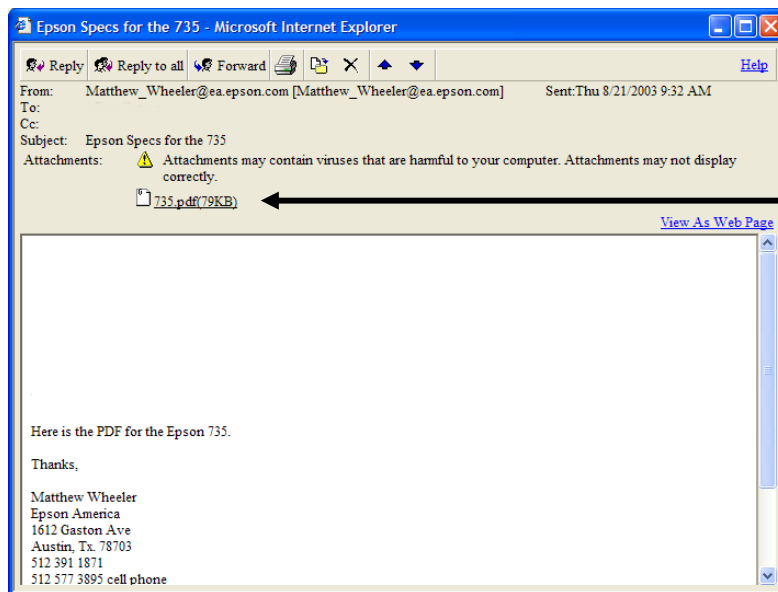 Epson Specs for the 735 - Microsoft Internet Explorer
Reply Reply to all Forward Help
From: Matthew_Wheeler@ea.epson.com [Matthew_Wheeler@ea.epson.com] Sent:Thu 8/21/2003 9:32 AM
To:
Cc:
Subject: Epson Specs for the 735
Attachments: Attachments may contain viruses that are harmful to your computer. Attachments may not display
correctly.
735.pdf(79KB)
View As Web Page
Here is the PDF for the Epson 735.
Thanks,
Matthew Wheeler
Epson America
1612 Gaston Ave
Austin, Tx. 78703
512 391 1871
512 577 3895 cell phone